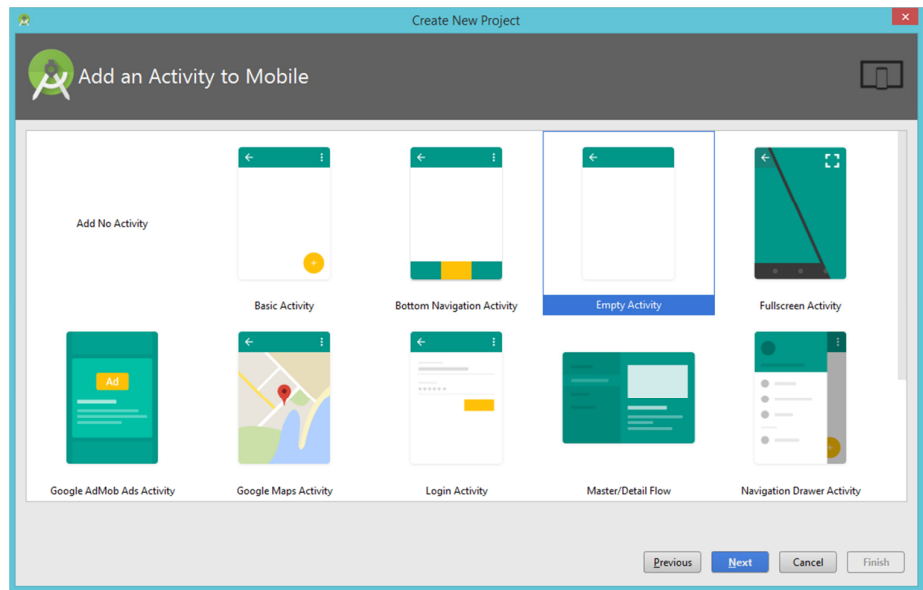 Create New Project
Add an Activity to Mobile
Add No Activity
Basic Activity
Bottom Navigation Activity
Empty Activity
Fullscreen Activity
Ad
Google AdMob Ads Activity
Google Maps Activity
Login Activity
Master/Detail Flow
Navigation Drawer Activity
Previous
Next
Cancel
Finish